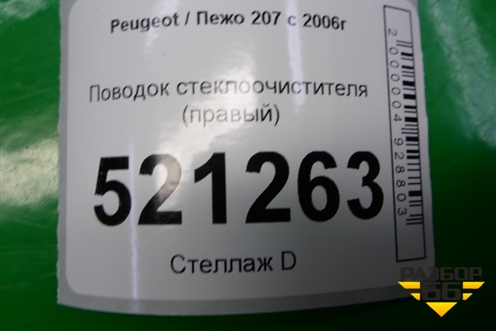 Peugeot / Пежо 207 с 2006г
Поводок стеклоочистителя
(правый)
521263
Стеллаж D
2000004928803
РАЗБОР
66